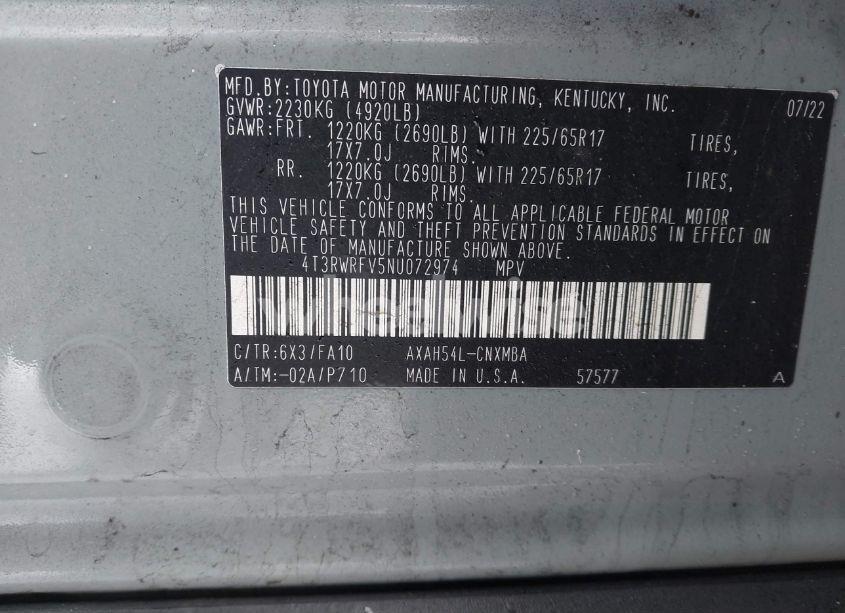 MFD.BY:TOYOTA MOTOR MANUFACTURING, KENTUCKY, INC. 07/22
GVWR:2230KG (4920LB)
GAWR:FRT. 1220KG (2690LB) WITH 225/65R17 TIRES,
17X7.0J RIMS.
RR. 1220KG (2690LB) WITH 225/65R17 TIRES,
17X7.0J RIMS.
THIS VEHICLE CONFORMS TO ALL APPLICABLE FEDERAL MOTOR
VEHICLE SAFETY AND THEFT PREVENTION STANDARDS IN EFFECT ON
THE DATE OF MANUFACTURE SHOWN ABOVE.
4T3RWRFV5NU072974 MPV
wheelwise
C/TR:6X3/FA10 AXAH54L-CNXMBA
A/TM:-02A/P710 MADE IN U.S.A. 57577 A